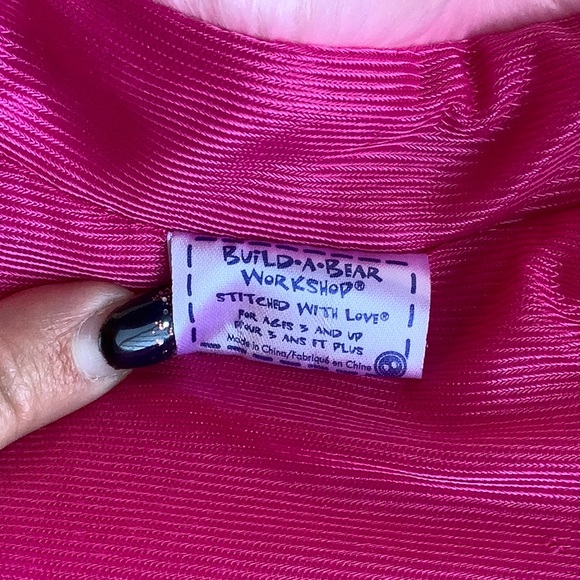 BUILD-A-BEAR
WORKSHOP®
STITCHED WITH LOVE®
FOR AGES 3 AND UP
POUR 3 ANS ET PLUS
Made in China/Fabriqué en Chine